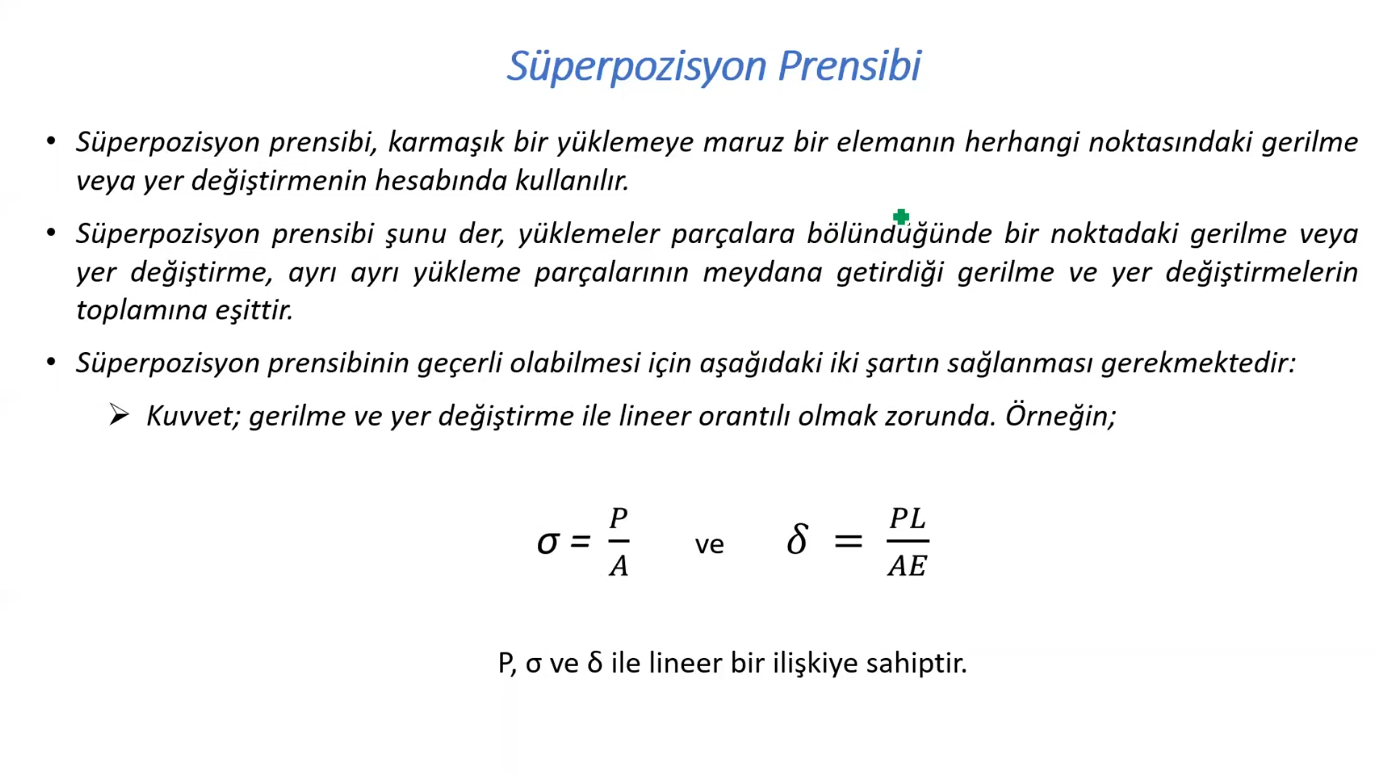 Süperpozisyon Prensibi
• Süperpozisyon prensibi, karmaşık bir yüklemeye maruz bir elemanın herhangi noktasındaki gerilme
veya yer değiştirmenin hesabında kullanılır.
• Süperpozisyon prensibi şunu der, yüklemeler parçalara bölündüğünde bir noktadaki gerilme veya
yer değiştirme, ayrı ayrı yükleme parçalarının meydana getirdiği gerilme ve yer değiştirmelerin
toplamına eşittir.
• Süperpozisyon prensibinin geçerli olabilmesi için aşağıdaki iki şartın sağlanması gerekmektedir:
➢ Kuvvet; gerilme ve yer değiştirme ile lineer orantılı olmak zorunda. Örneğin;
σ = P/A ve δ = PL/AE
P, σ ve δ ile lineer bir ilişkiye sahiptir.